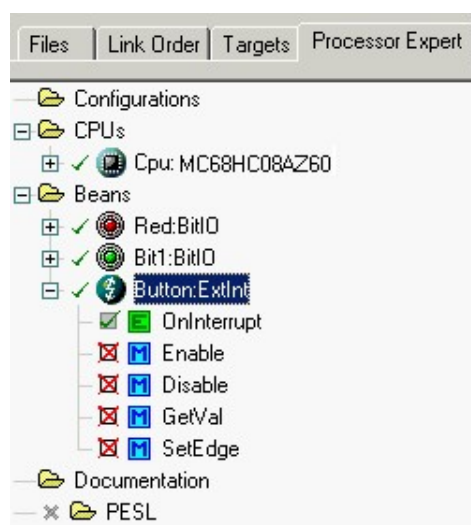 Files Link Order Targets Processor Expert
Configurations
CPUs
Cpu: MC68HC08AZ60
Beans
Red:BitIO
Bit1:BitIO
Button:ExtInt
E OnInterrupt
M Enable
M Disable
M GetVal
M SetEdge
Documentation
PESL